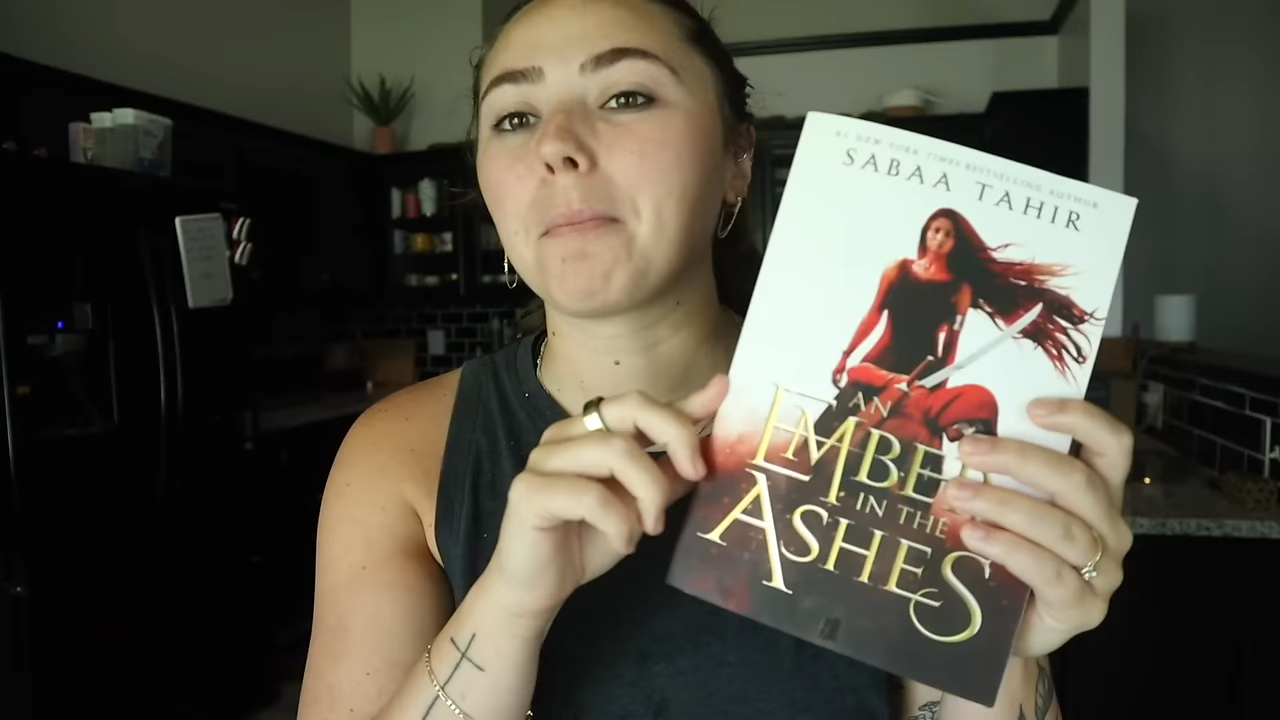 #1 NEW YORK TIMES BESTSELLING AUTHOR
SABAA TAHIR
AN
EMBER
IN THE
ASHES